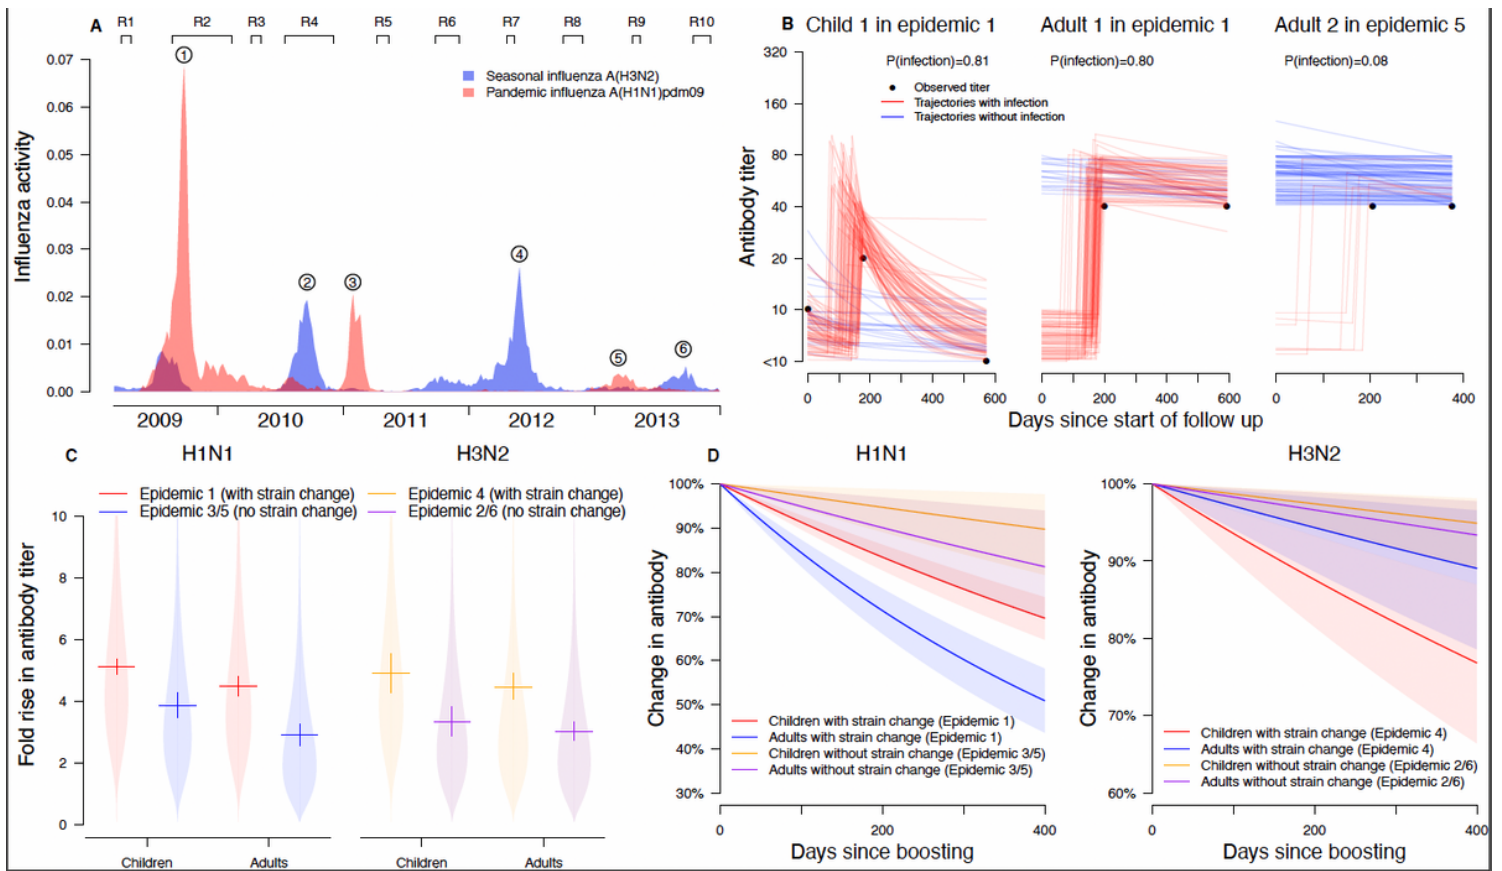 A
R1 R2 R3 R4 R5 R6 R7 R8 R9 R10
Influenza activity
0.07
0.06
0.05
0.04
0.03
0.02
0.01
0.00
1
2
3
4
5
6
Seasonal influenza A(H3N2)
Pandemic influenza A(H1N1)pdm09
2009 2010 2011 2012 2013
B
Child 1 in epidemic 1 Adult 1 in epidemic 1 Adult 2 in epidemic 5
P(infection)=0.81 P(infection)=0.80 P(infection)=0.08
Observed titer
Trajectories with infection
Trajectories without infection
Antibody titer
320
160
80
40
20
10
<10
0 200 400 600 0 200 400 600 0 200 400
Days since start of follow up
C
H1N1 H3N2
Epidemic 1 (with strain change) Epidemic 4 (with strain change)
Epidemic 3/5 (no strain change) Epidemic 2/6 (no strain change)
Fold rise in antibody titer
10
8
6
4
2
0
Children Adults Children Adults
D
H1N1
Change in antibody
100%
90%
80%
70%
60%
50%
40%
30%
Children with strain change (Epidemic 1)
Adults with strain change (Epidemic 1)
Children without strain change (Epidemic 3/5)
Adults without strain change (Epidemic 3/5)
0 200 400
Days since boosting
H3N2
Change in antibody
100%
90%
80%
70%
60%
Children with strain change (Epidemic 4)
Adults with strain change (Epidemic 4)
Children without strain change (Epidemic 2/6)
Adults without strain change (Epidemic 2/6)
0 200 400
Days since boosting